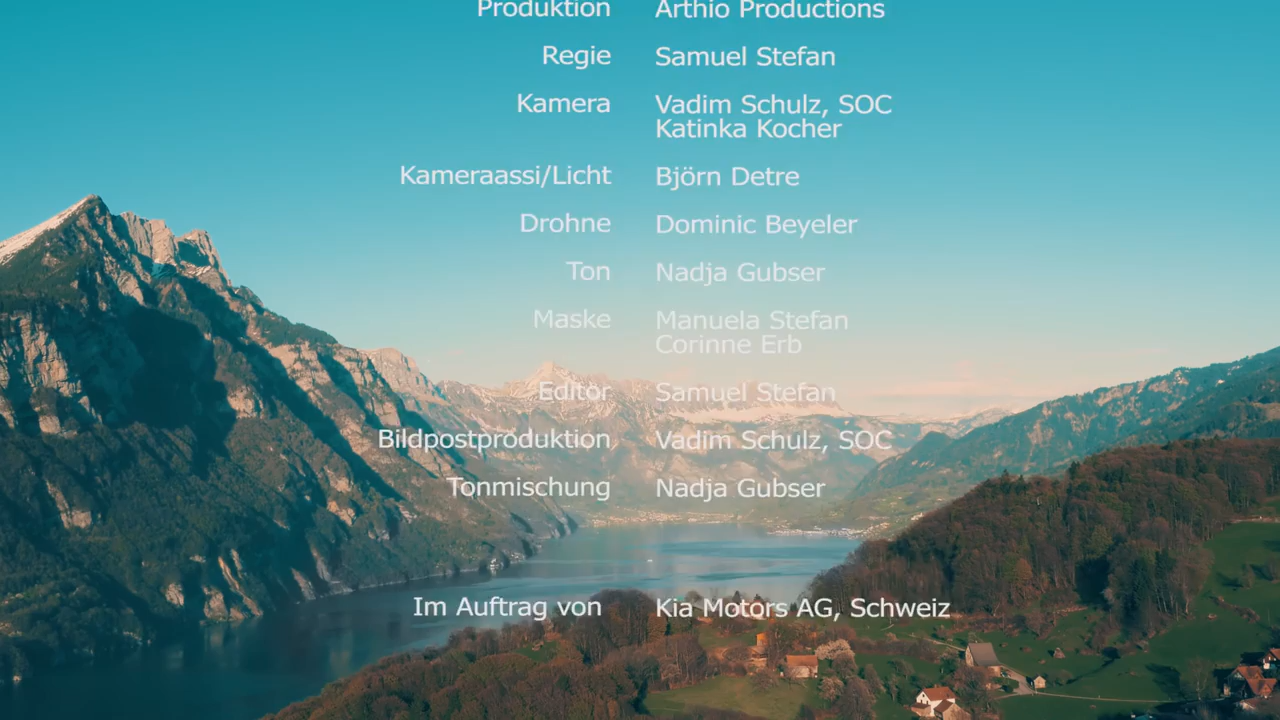 Produktion Arthio Productions
Regie Samuel Stefan
Kamera Vadim Schulz, SOC
Katinka Kocher
Kameraassi/Licht Björn Detre
Drohne Dominic Beyeler
Ton Nadja Gubser
Maske Manuela Stefan
Corinne Erb
Editor Samuel Stefan
Bildpostproduktion Vadim Schulz, SOC
Tonmischung Nadja Gubser
Im Auftrag von Kia Motors AG, Schweiz